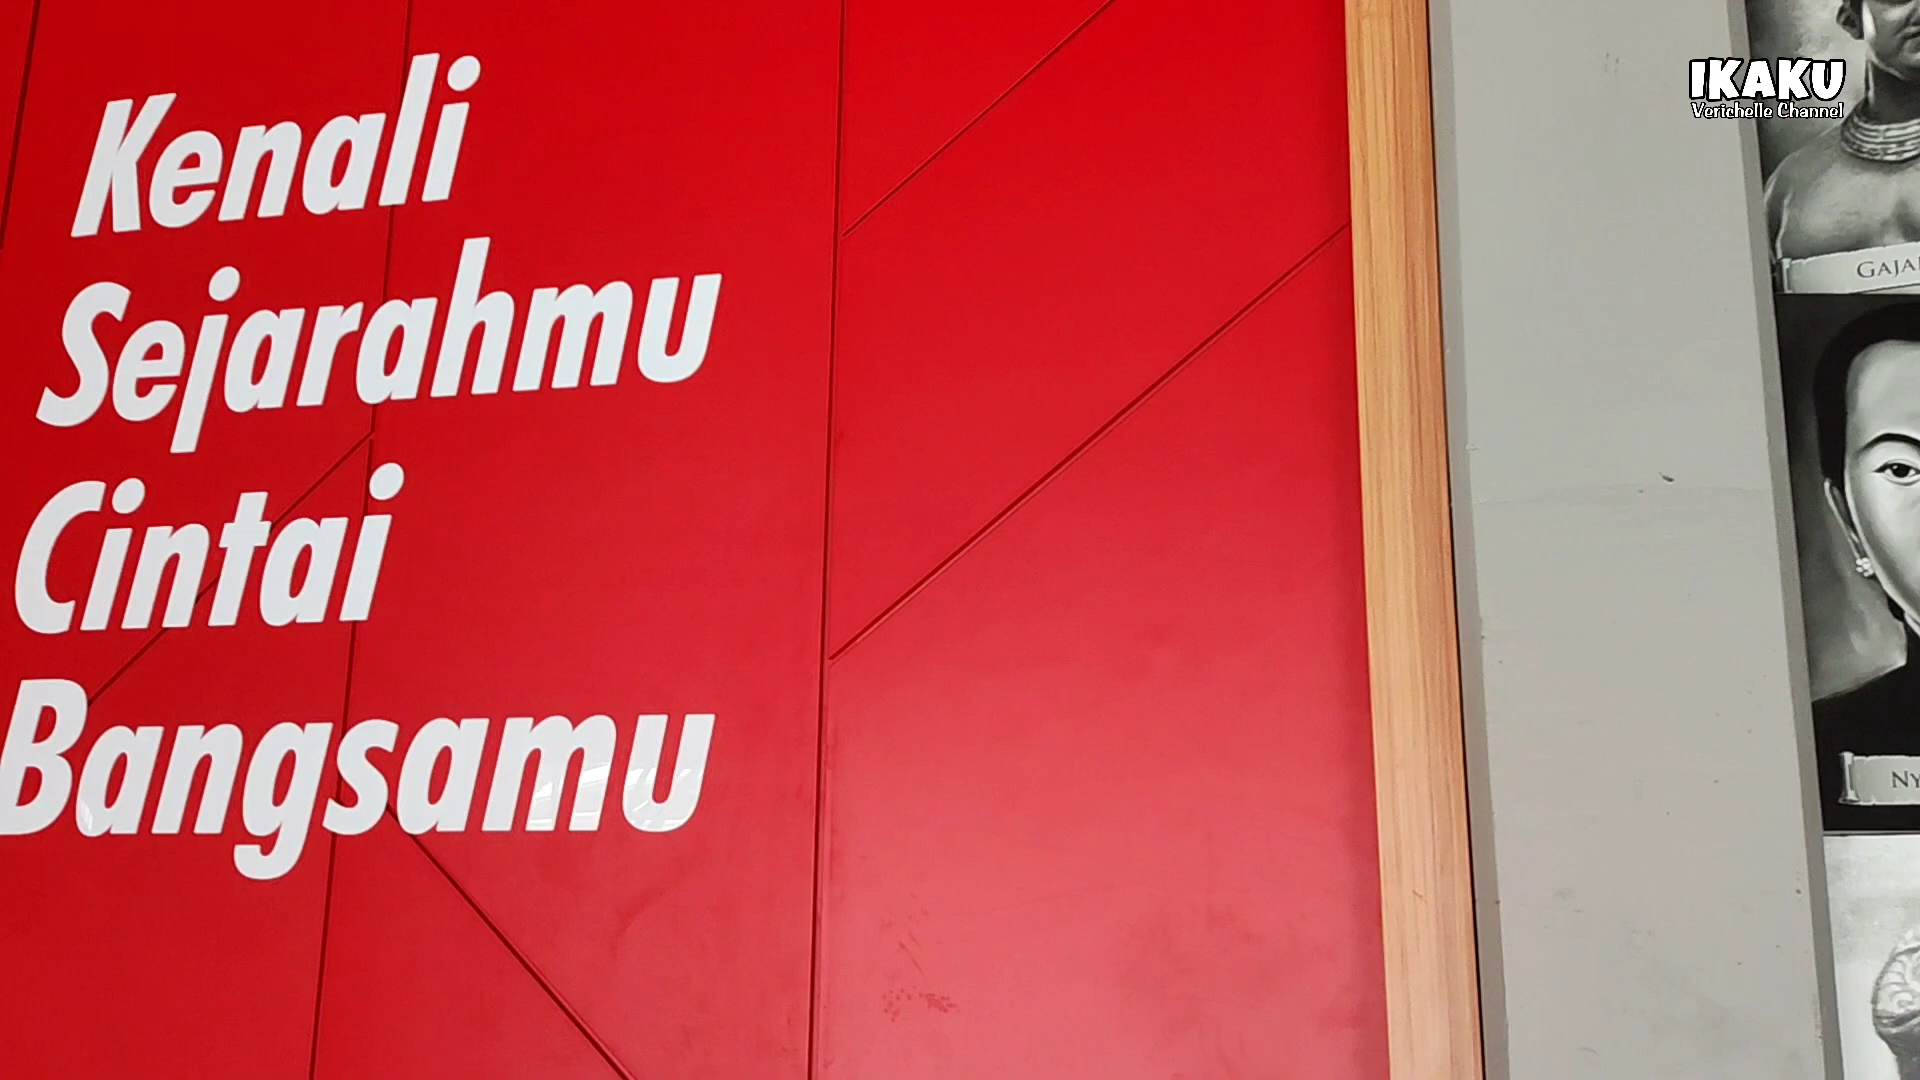 Kenali
Sejarahmu
Cintai
Bangsamu
IKAKU
Verichelle Channel